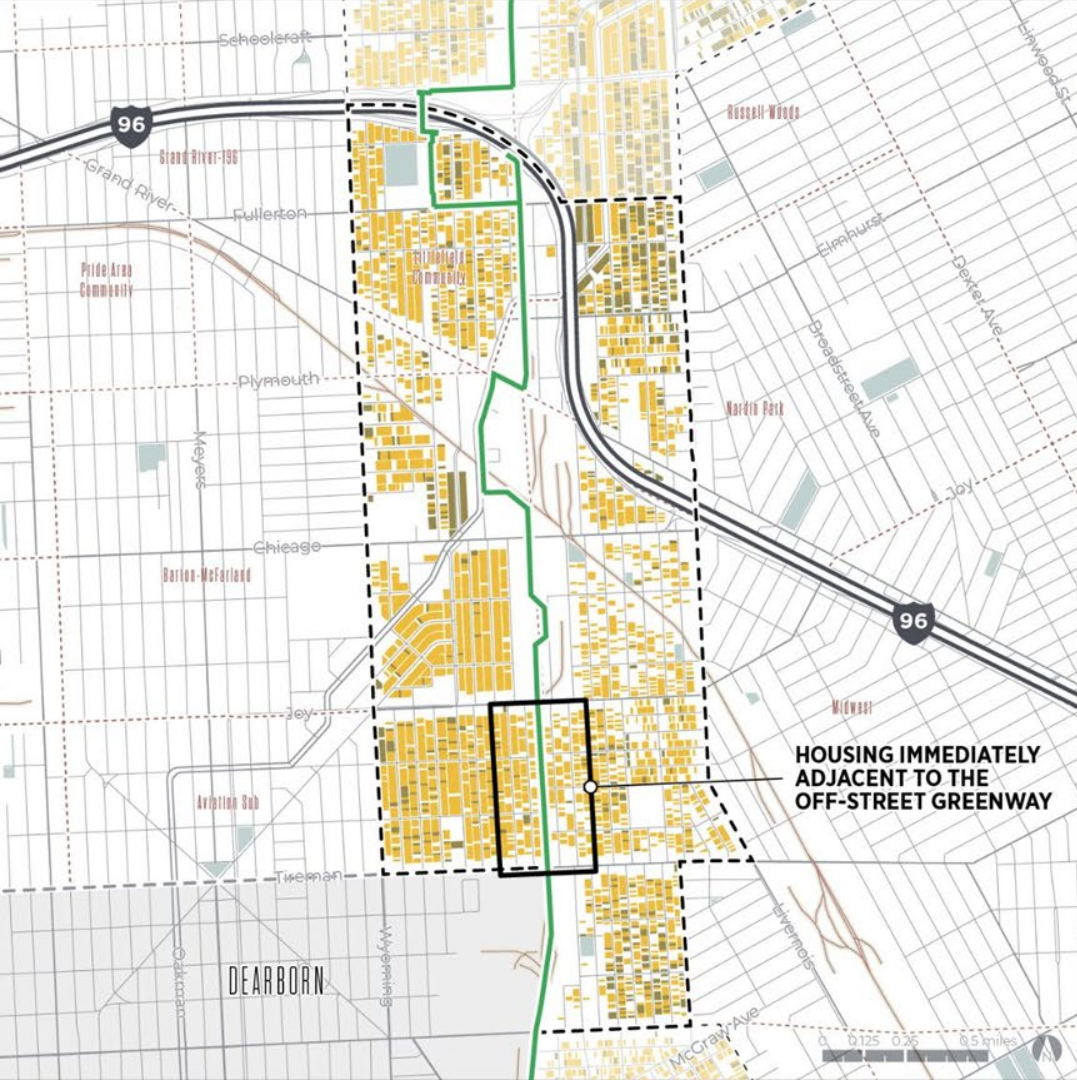 Schoolcraft
Linwood St
96
Russell Woods
Grand River-I96
Grand River
Fullerton
Elmhurst
Littlefield
Community
Pride Area
Community
Dexter Ave
Broadstreet Ave
Plymouth
Nardin Park
Meyers
Joy
Chicago
Barton-McFarland
96
Joy
Midwest
HOUSING IMMEDIATELY
ADJACENT TO THE
OFF-STREET GREENWAY
Aviation Sub
Tireman
Livernois
Oakman
Wyoming
DEARBORN
McGraw Ave
0 0.125 0.25 0.5 miles
N